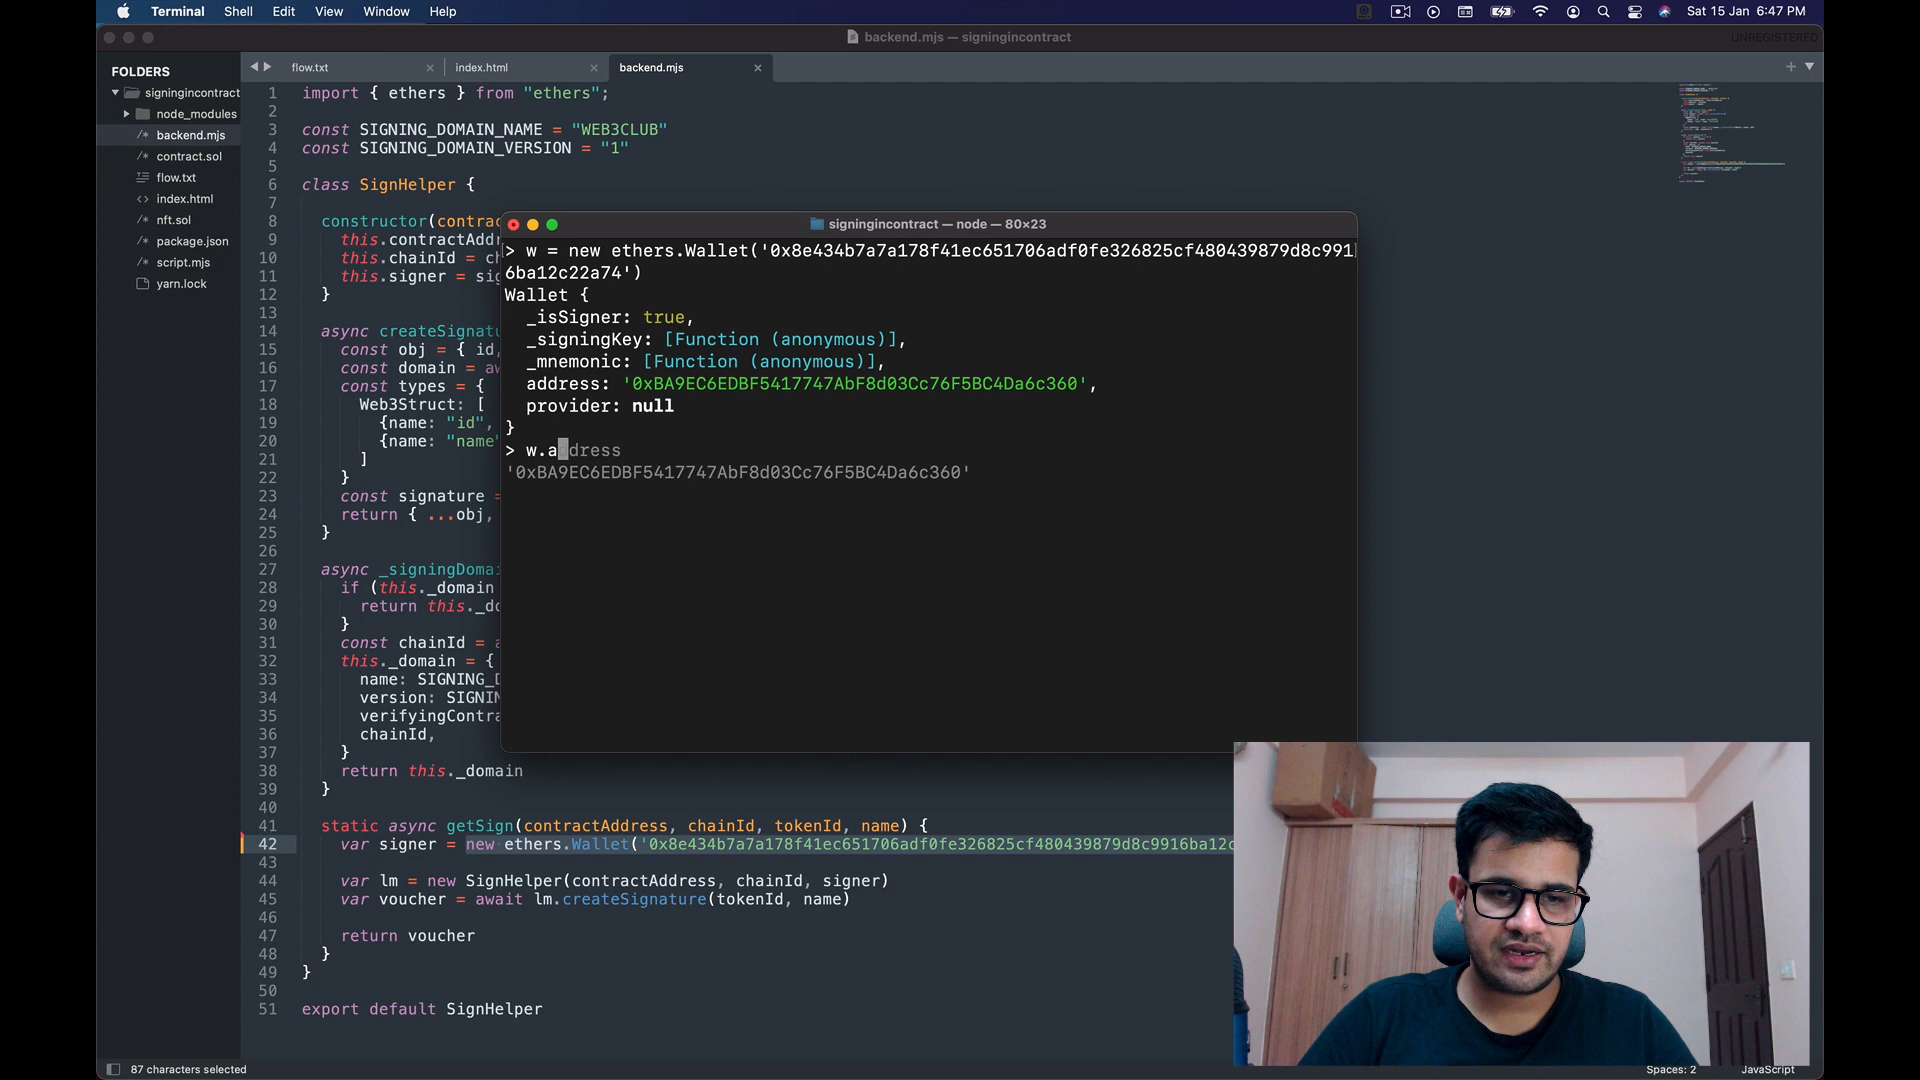 Terminal Shell Edit View Window Help
Sat 15 Jan 6:47 PM
backend.mjs — signingincontract
UNREGISTERED
FOLDERS
signingincontract
node_modules
backend.mjs
contract.sol
flow.txt
index.html
nft.sol
package.json
script.mjs
yarn.lock
flow.txt
index.html
backend.mjs
1 import { ethers } from "ethers";
2
3 const SIGNING_DOMAIN_NAME = "WEB3CLUB"
4 const SIGNING_DOMAIN_VERSION = "1"
5
6 class SignHelper {
7
8 constructor(contrac
9 this.contractAddr
10 this.chainId = ch
11 this.signer = sig
12 }
13
14 async createSignatu
15 const obj = { id,
16 const domain = aw
17 const types = {
18 Web3Struct: [
19 {name: "id",
20 {name: "name"
21 ]
22 }
23 const signature =
24 return { ...obj,
25 }
26
27 async _signingDomai
28 if (this._domain
29 return this._do
30 }
31 const chainId = a
32 this._domain = {
33 name: SIGNING_D
34 version: SIGNIN
35 verifyingContra
36 chainId,
37 }
38 return this._domain
39 }
40
41 static async getSign(contractAddress, chainId, tokenId, name) {
42 var signer = new ethers.Wallet('0x8e434b7a7a178f41ec651706adf0fe326825cf480439879d8c9916ba12c
43
44 var lm = new SignHelper(contractAddress, chainId, signer)
45 var voucher = await lm.createSignature(tokenId, name)
46
47 return voucher
48 }
49 }
50
51 export default SignHelper
signingincontract — node — 80×23
> w = new ethers.Wallet('0x8e434b7a7a178f41ec651706adf0fe326825cf480439879d8c991
6ba12c22a74')
Wallet {
_isSigner: true,
_signingKey: [Function (anonymous)],
_mnemonic: [Function (anonymous)],
address: '0xBA9EC6EDBF5417747AbF8d03Cc76F5BC4Da6c360',
provider: null
}
> w.address
'0xBA9EC6EDBF5417747AbF8d03Cc76F5BC4Da6c360'
87 characters selected
Spaces: 2
JavaScript